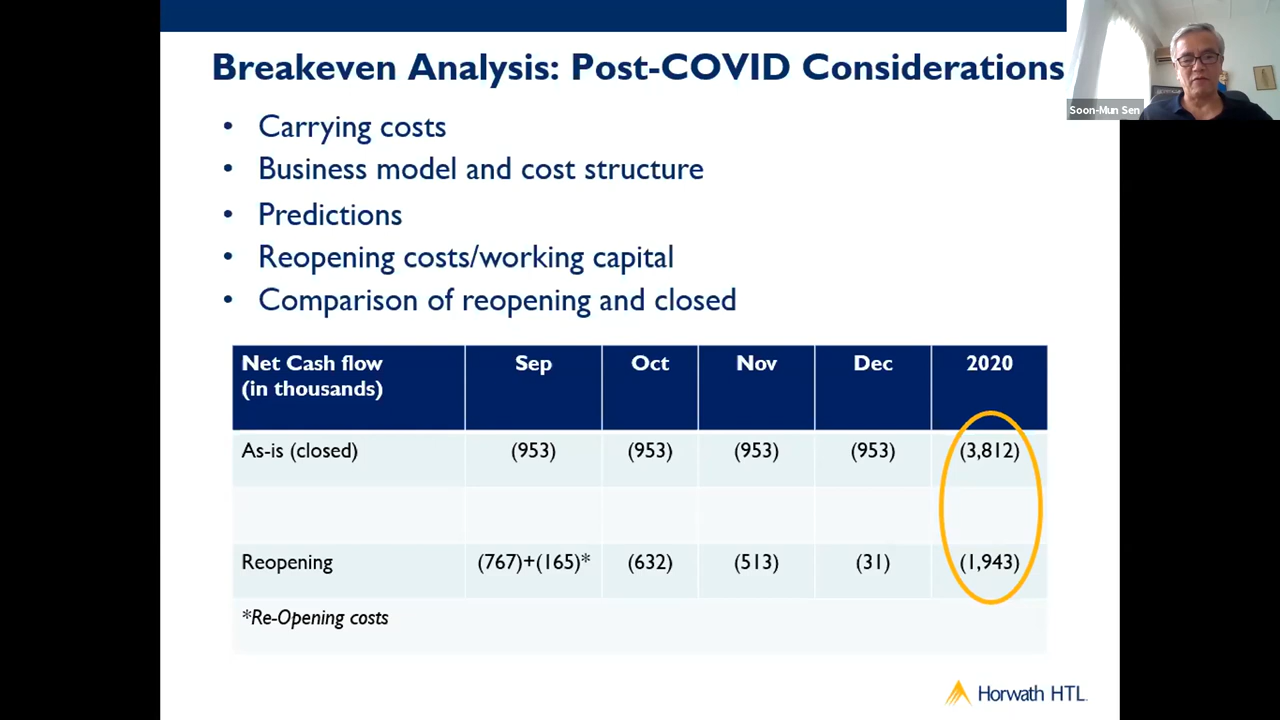 Breakeven Analysis: Post-COVID Considerations
Soon-Mun Sen
• Carrying costs
• Business model and cost structure
• Predictions
• Reopening costs/working capital
• Comparison of reopening and closed
Net Cash flow (in thousands) Sep Oct Nov Dec 2020
As-is (closed) (953) (953) (953) (953) (3,812)
Reopening (767)+(165)* (632) (513) (31) (1,943)
*Re-Opening costs
Horwath HTL.